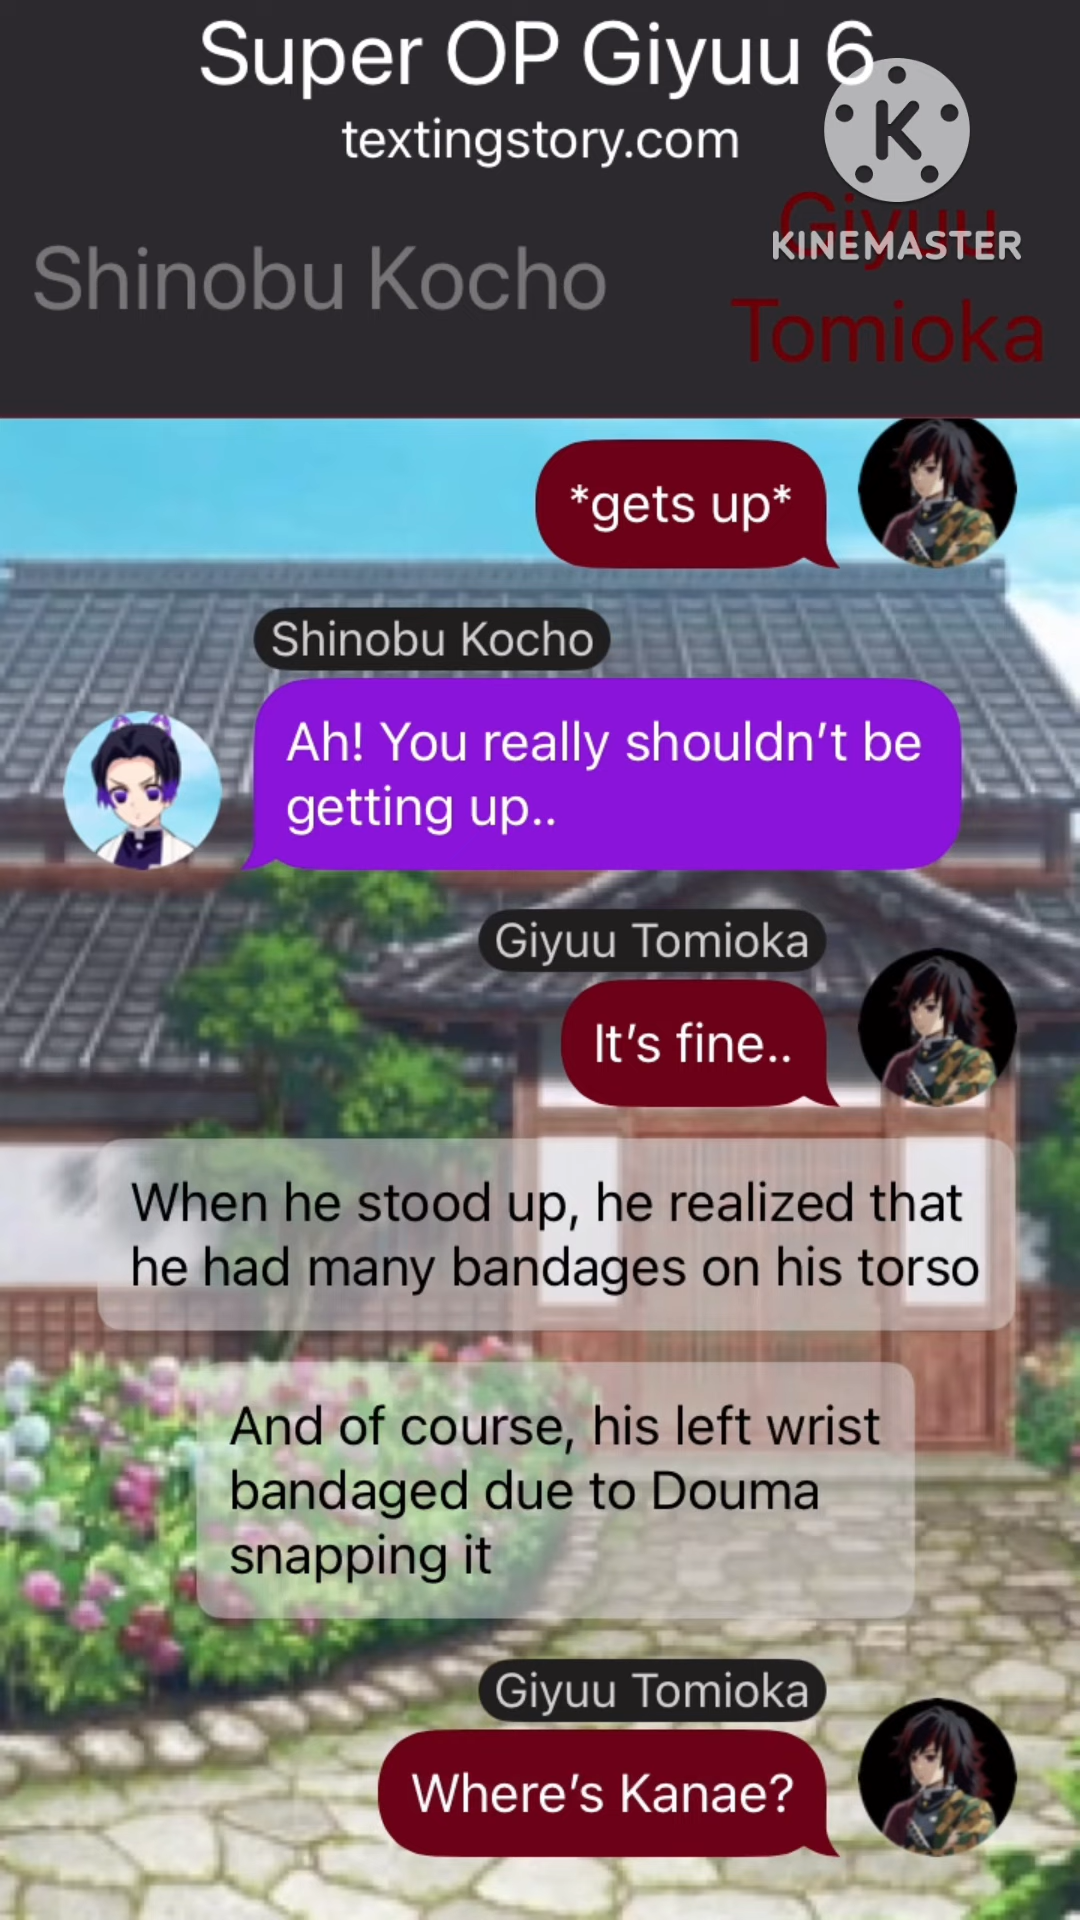 Super OP Giyuu 6
textingstory.com
K
Giyuu
KINEMASTER
Shinobu Kocho
Tomioka
*gets up*
Shinobu Kocho
Ah! You really shouldn’t be
getting up..
Giyuu Tomioka
It’s fine..
When he stood up, he realized that
he had many bandages on his torso
And of course, his left wrist
bandaged due to Douma
snapping it
Giyuu Tomioka
Where’s Kanae?